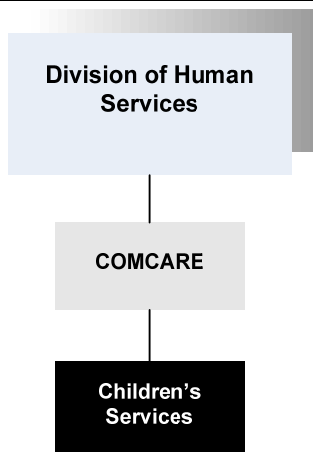 Division of Human
Services
COMCARE
Children’s
Services